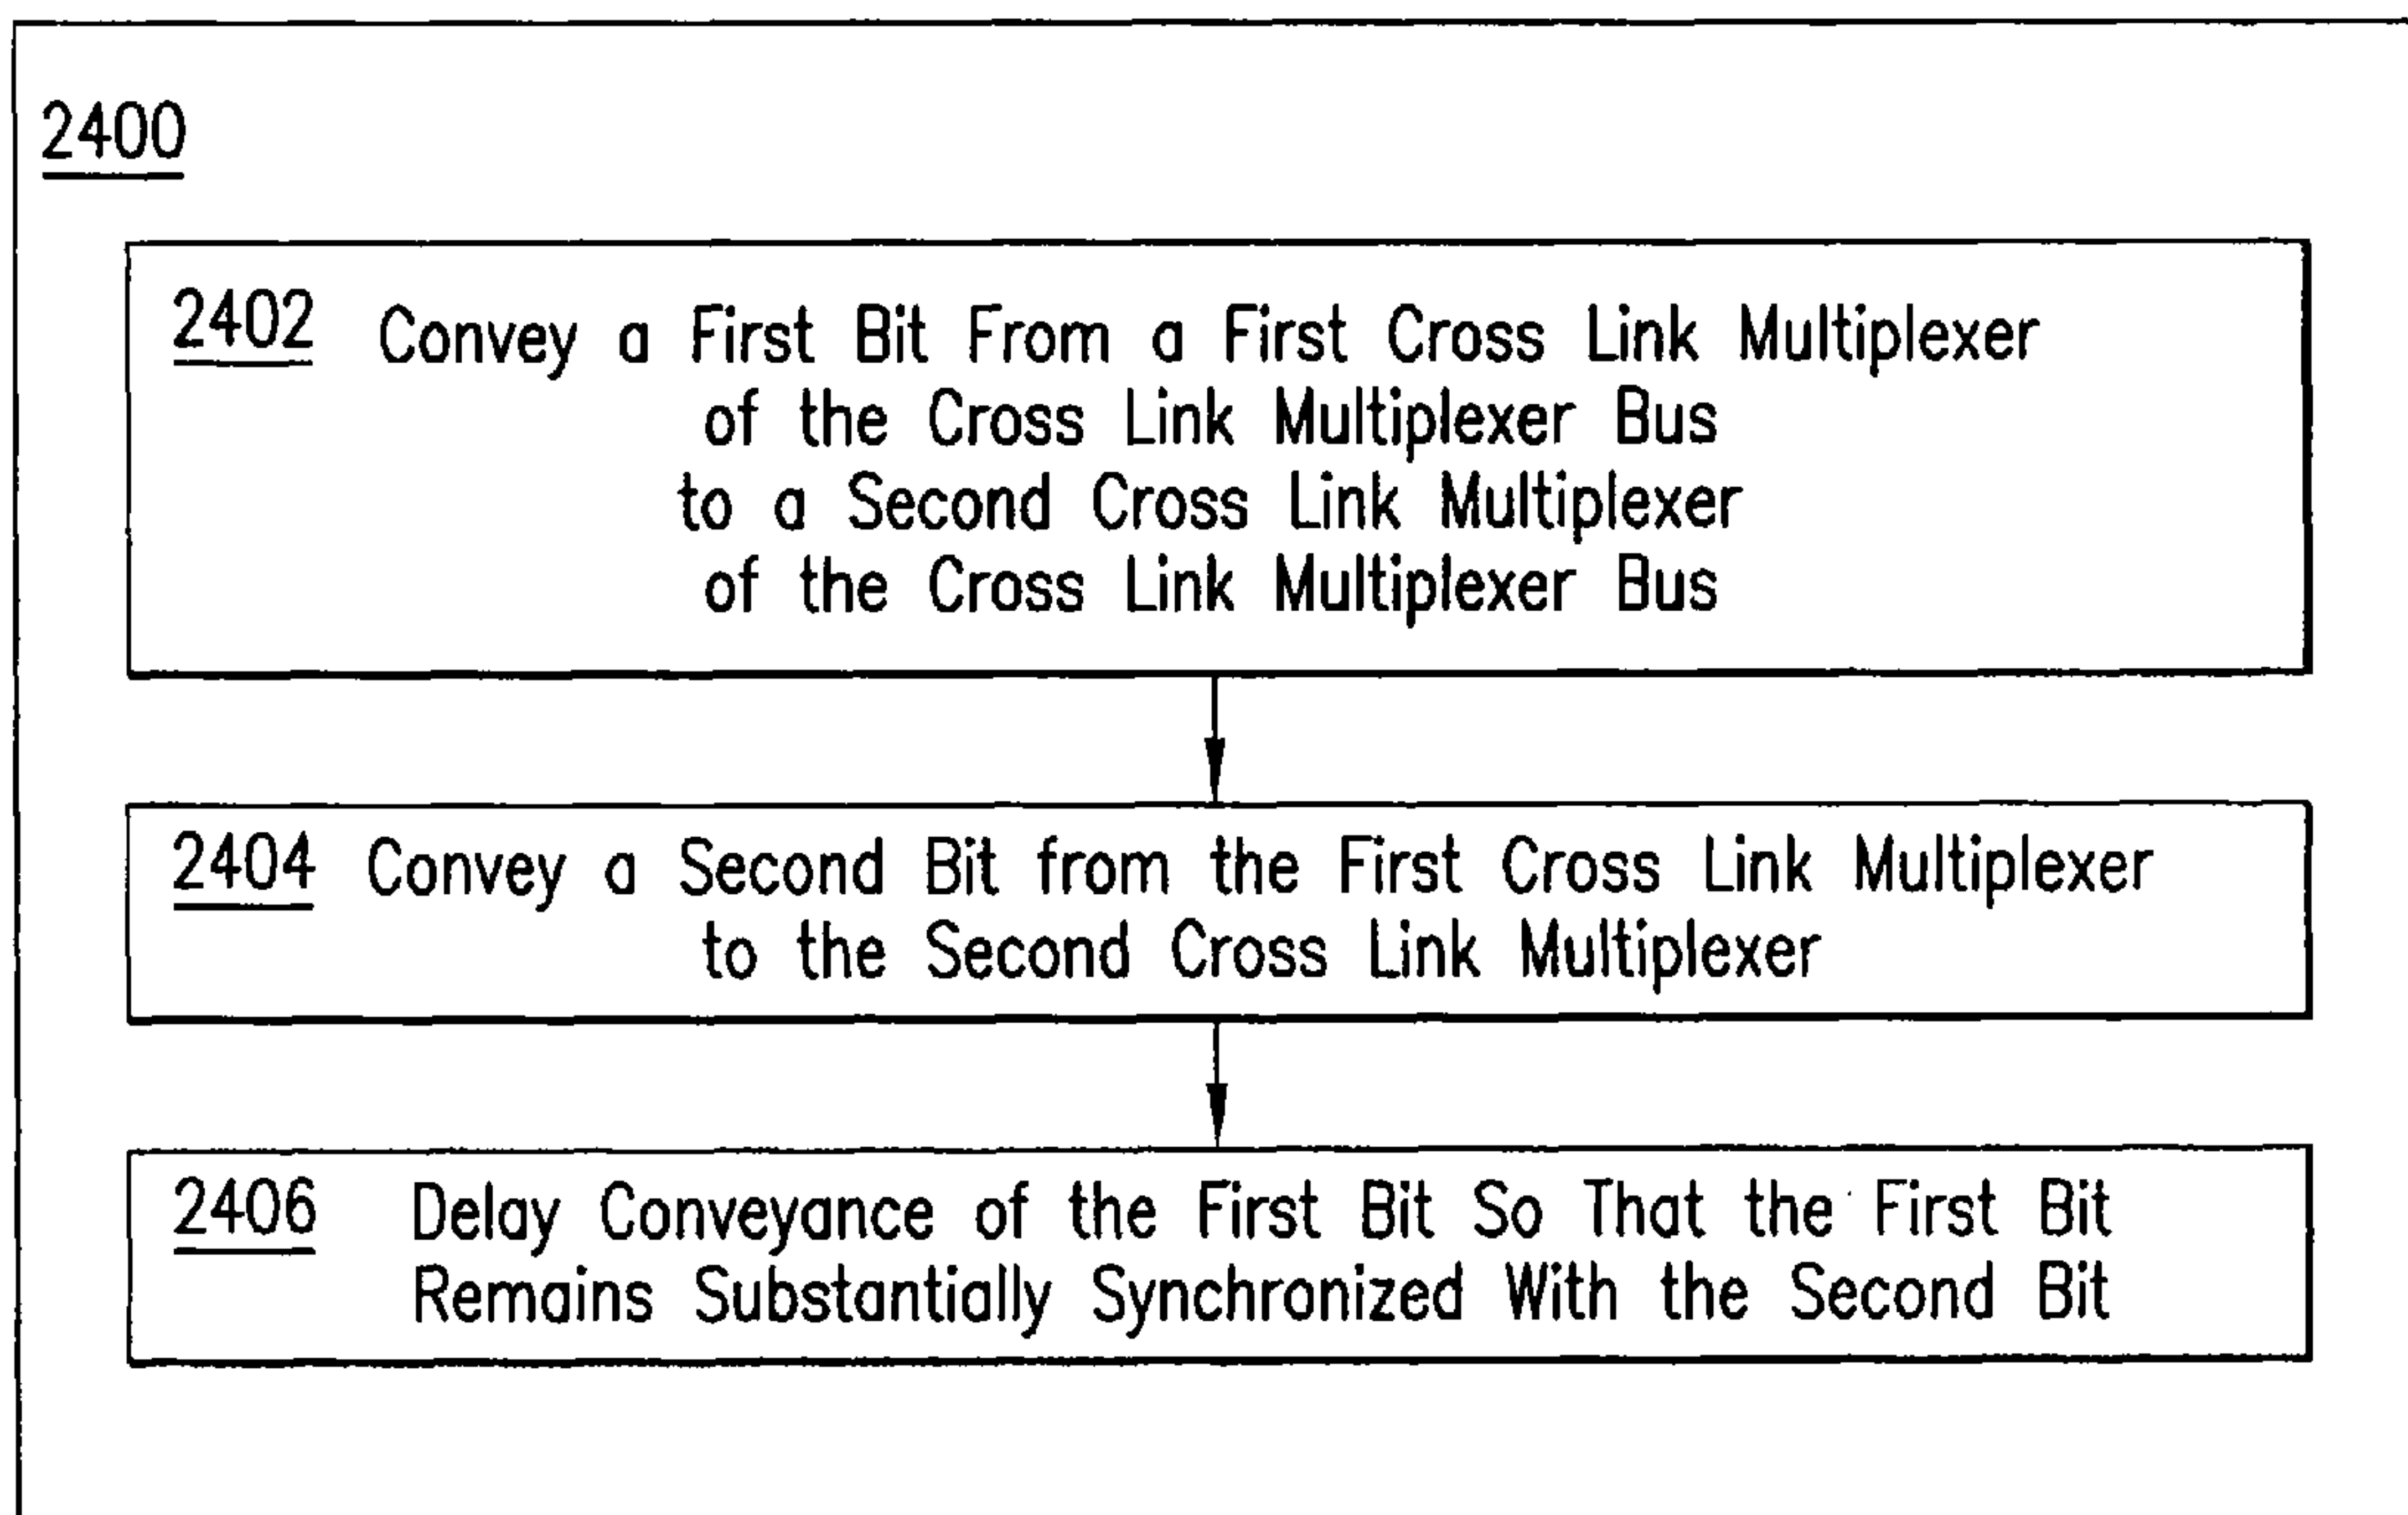 2400
2402 Convey a First Bit From a First Cross Link Multiplexer
of the Cross Link Multiplexer Bus
to a Second Cross Link Multiplexer
of the Cross Link Multiplexer Bus
2404 Convey a Second Bit from the First Cross Link Multiplexer
to the Second Cross Link Multiplexer
2406 Delay Conveyance of the First Bit So That the First Bit
Remains Substantially Synchronized With the Second Bit